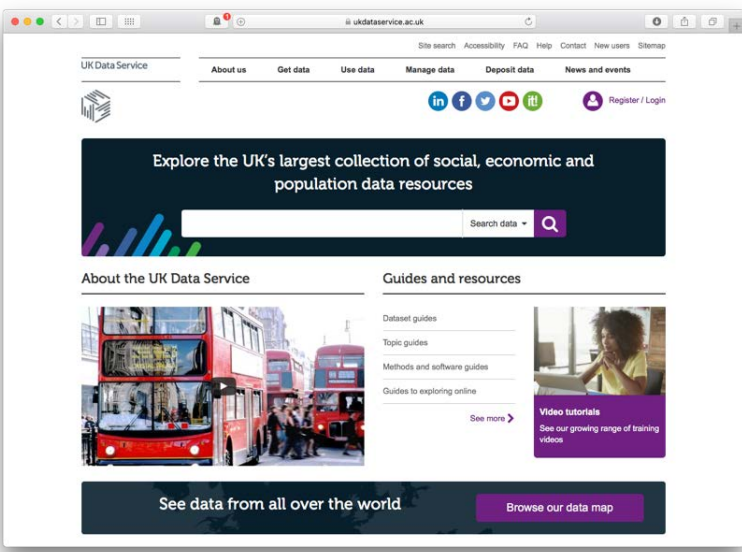 ukdataservice.ac.uk
Site search Accessibility FAQ Help Contact New users Sitemap
UK Data Service
About us Get data Use data Manage data Deposit data News and events
in f it!
Register / Login
Explore the UK's largest collection of social, economic and
population data resources
Search data
About the UK Data Service
Guides and resources
Dataset guides
Topic guides
Methods and software guides
Guides to exploring online
See more
Video tutorials
See our growing range of training
videos
See data from all over the world
Browse our data map